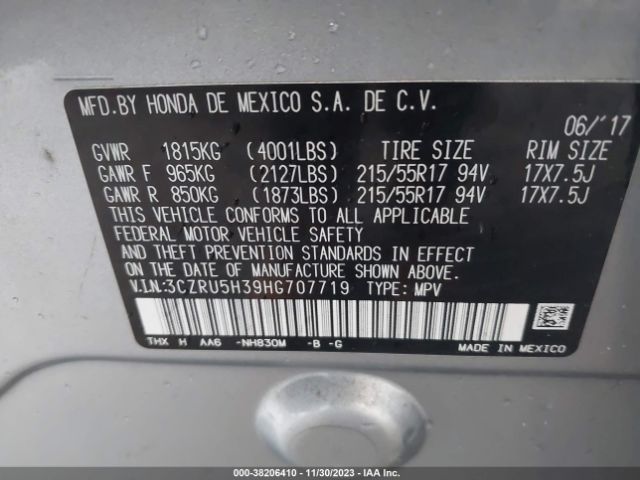 MFD.BY HONDA DE MEXICO S.A. DE C.V.
06/'17
GVWR 1815KG (4001LBS) TIRE SIZE RIM SIZE
GAWR F 965KG (2127LBS) 215/55R17 94V 17X7.5J
GAWR R 850KG (1873LBS) 215/55R17 94V 17X7.5J
THIS VEHICLE CONFORMS TO ALL APPLICABLE
FEDERAL MOTOR VEHICLE SAFETY
AND THEFT PREVENTION STANDARDS IN EFFECT
ON THE DATE OF MANUFACTURE SHOWN ABOVE.
V.I.N.:3CZRU5H39HG707719 TYPE: MPV
THX H AA6 -NH830M -B -G MADE IN MEXICO
000-38206410 - 11/30/2023 - IAA Inc.